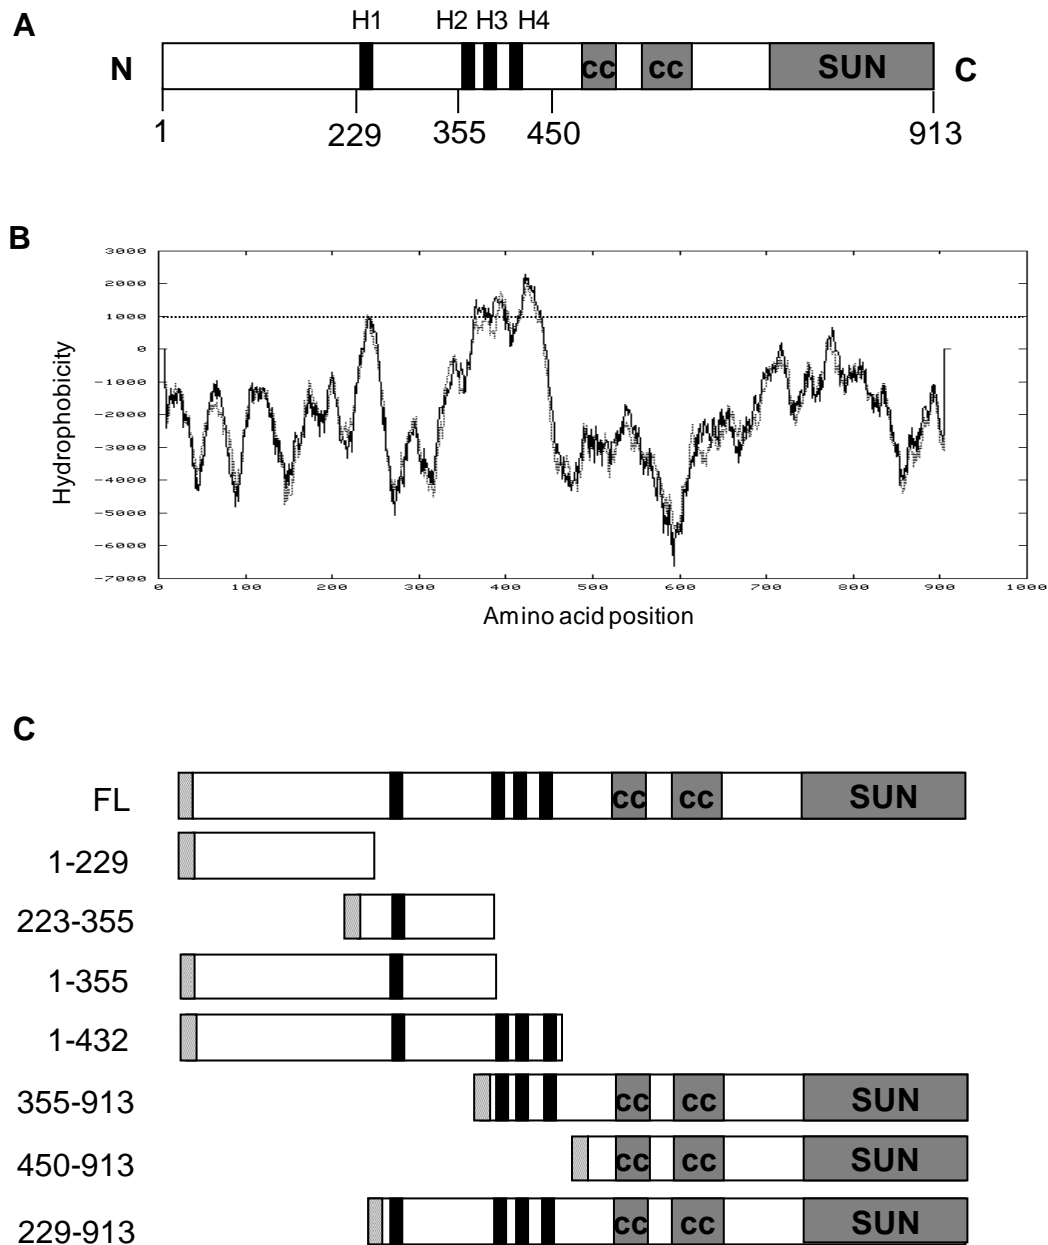 A
H1 H2 H3 H4
N cc cc SUN C
1 229 355 450 913
B
3000
2000
1000
0
-1000
-2000
-3000
-4000
-5000
-6000
-7000
Hydrophobicity
0 100 200 300 400 500 600 700 800 900 1000
Amino acid position
C
FL cc cc SUN
1-229
223-355
1-355
1-432
355-913 cc cc SUN
450-913 cc cc SUN
229-913 cc cc SUN